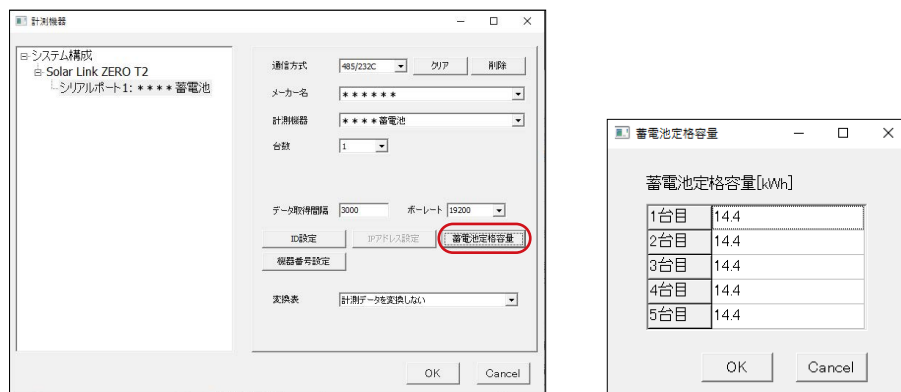 計測機器
システム構成
Solar Link ZERO T2
シリアルポート1: ****蓄電池
通信方式 485/232C クリア 削除
メーカー名 ******
計測機器 ****蓄電池
台数 1
データ取得間隔 3000 ボーレート 19200
ID設定 IPアドレス設定 蓄電池定格容量
機器番号設定
変換表 計測データを変換しない
OK Cancel
蓄電池定格容量
蓄電池定格容量[kWh]
1台目 14.4
2台目 14.4
3台目 14.4
4台目 14.4
5台目 14.4
OK Cancel